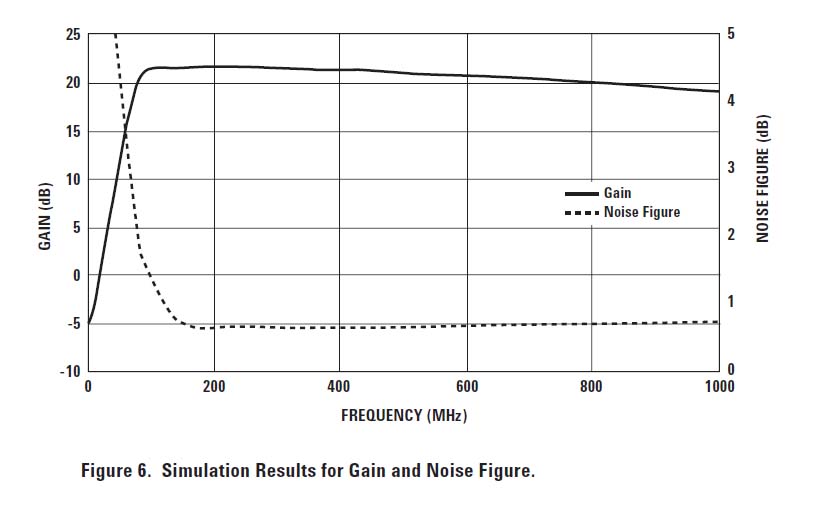 25
20
15
10
5
0
-5
-10
GAIN (dB)
5
4
3
2
1
0
NOISE FIGURE (dB)
Gain
Noise Figure
0 200 400 600 800 1000
FREQUENCY (MHz)
Figure 6. Simulation Results for Gain and Noise Figure.